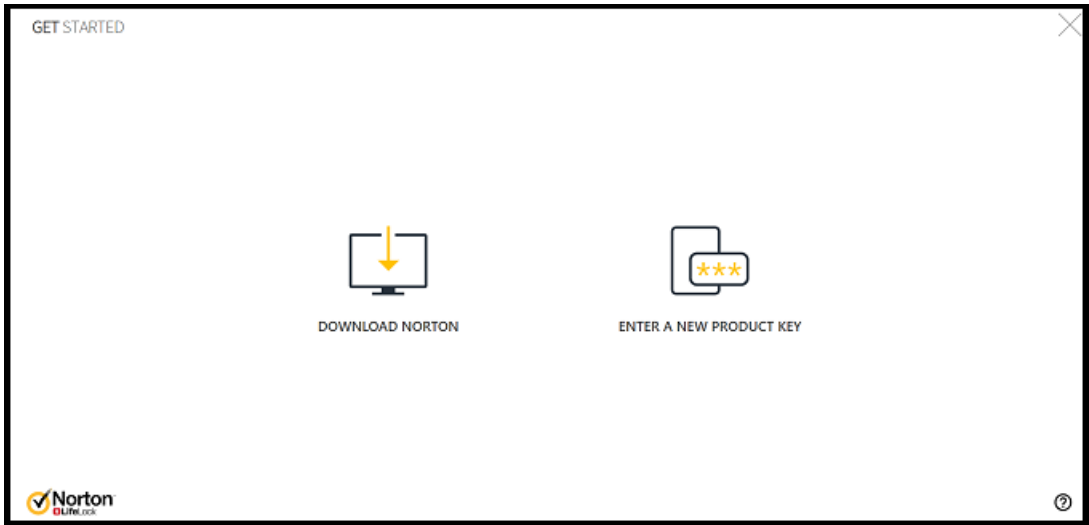 GET STARTED
***
DOWNLOAD NORTON
ENTER A NEW PRODUCT KEY
Norton
LifeLock
?